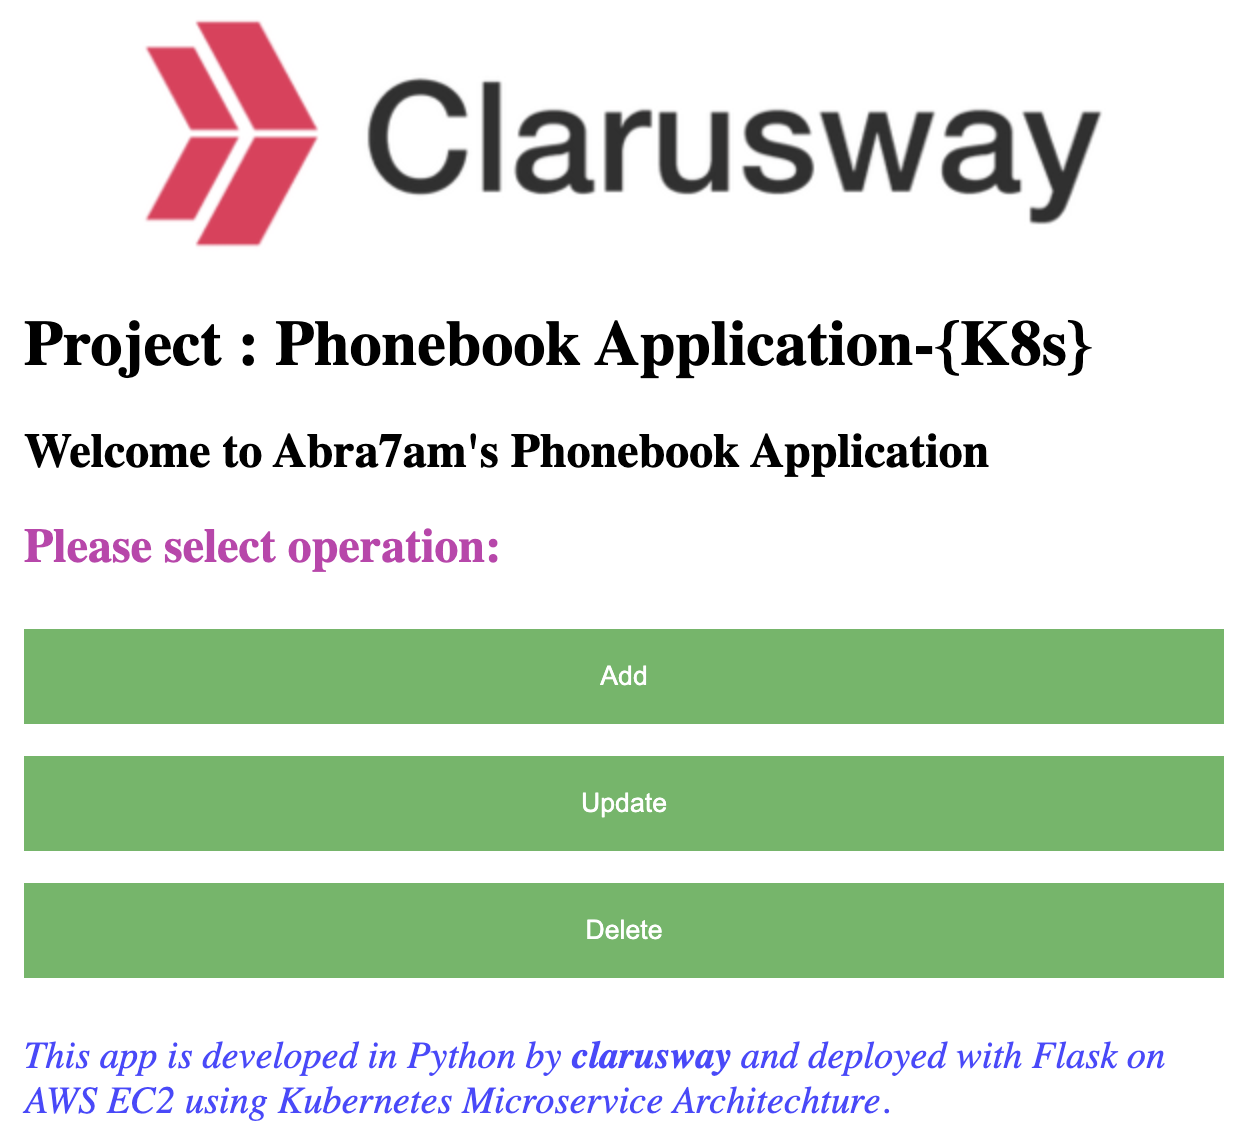 Clarusway
Project : Phonebook Application-{K8s}
Welcome to Abra7am's Phonebook Application
Please select operation:
Add
Update
Delete
This app is developed in Python by clarusway and deployed with Flask on
AWS EC2 using Kubernetes Microservice Architechture.